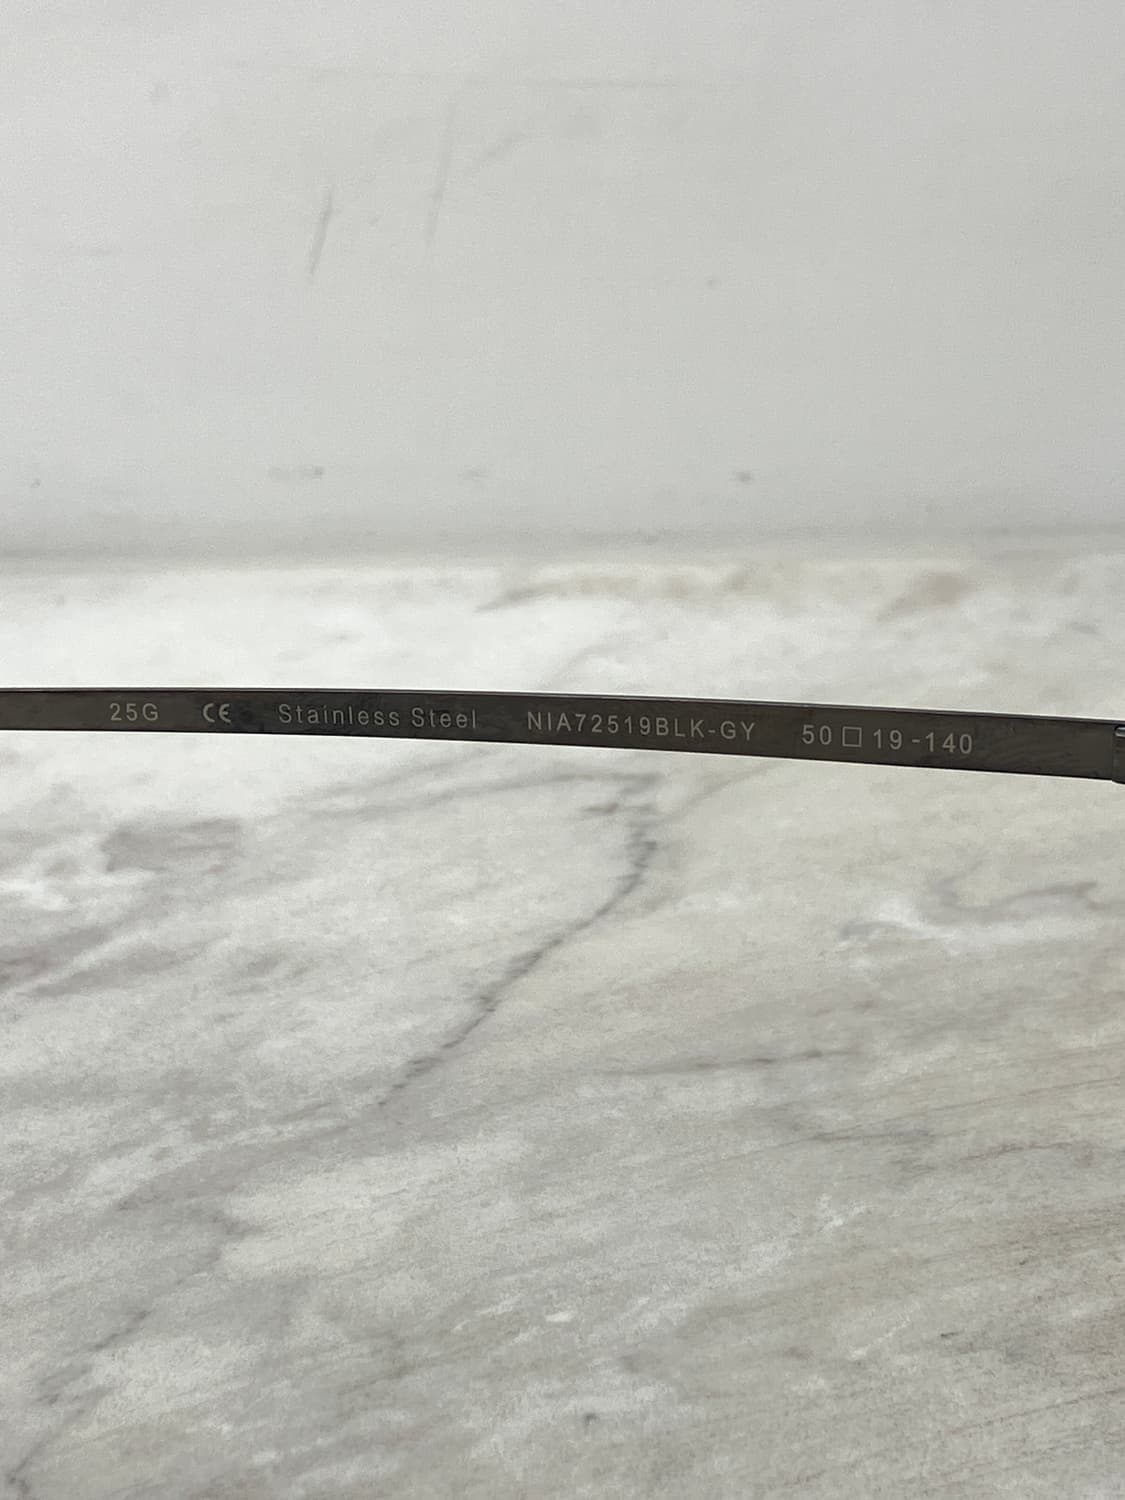 25G CE Stainless Steel NIA72519BLK-GY 50□19-140